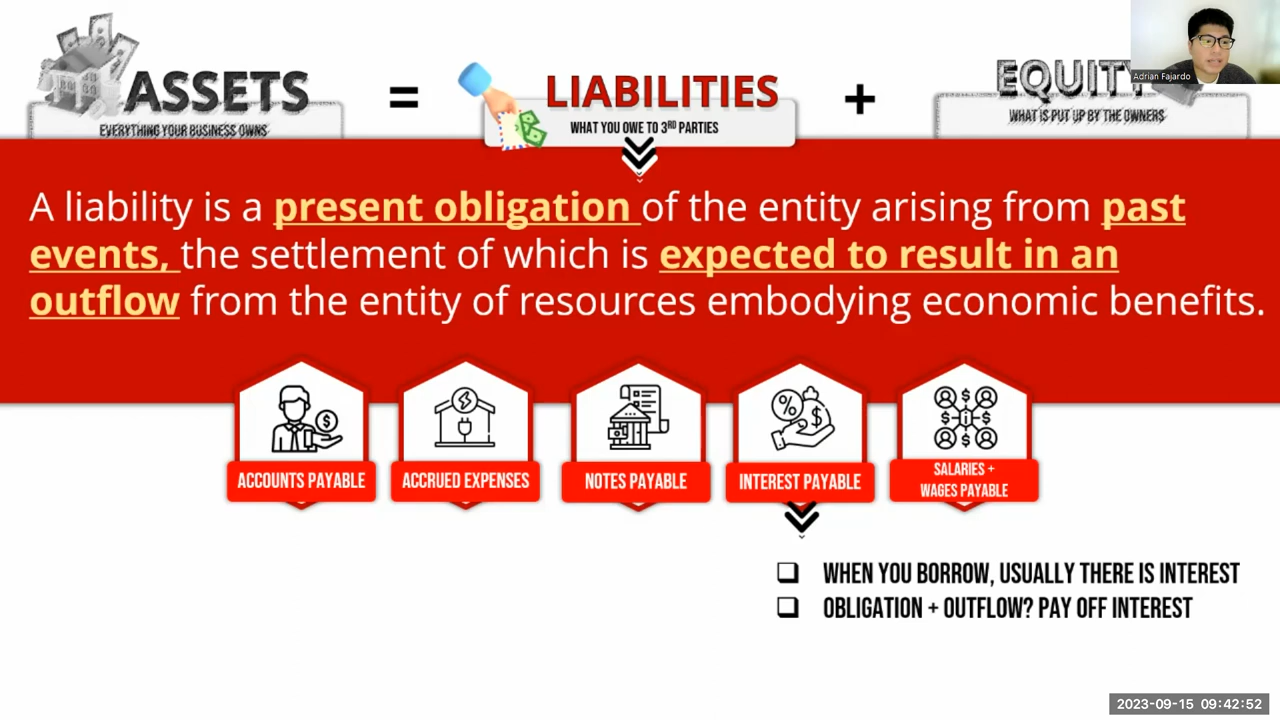 ASSETS
EVERYTHING YOUR BUSINESS OWNS
=
LIABILITIES
WHAT YOU OWE TO 3RD PARTIES
+
EQUITY
WHAT IS PUT UP BY THE OWNERS
Adrian Fajardo
A liability is a present obligation of the entity arising from past
events, the settlement of which is expected to result in an
outflow from the entity of resources embodying economic benefits.
ACCOUNTS PAYABLE
ACCRUED EXPENSES
NOTES PAYABLE
INTEREST PAYABLE
SALARIES +
WAGES PAYABLE
WHEN YOU BORROW, USUALLY THERE IS INTEREST
OBLIGATION + OUTFLOW? PAY OFF INTEREST
2023-09-15 09:42:52